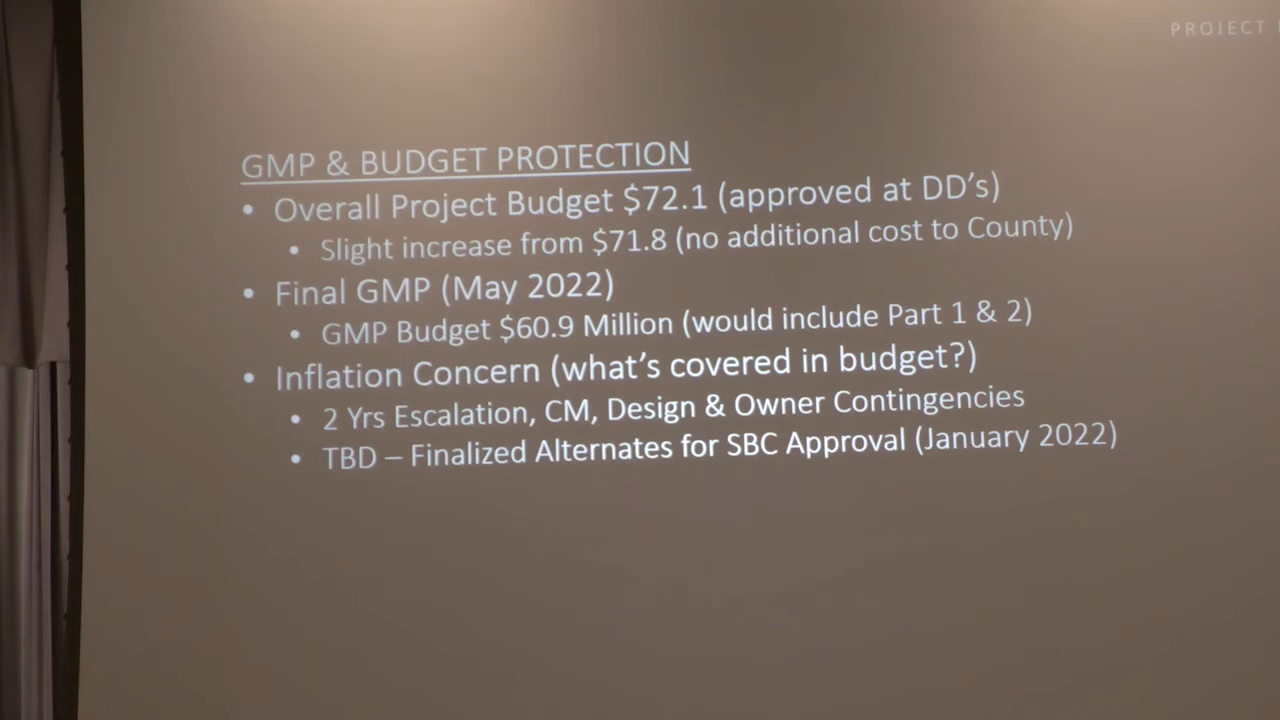 PROJECT
GMP & BUDGET PROTECTION
• Overall Project Budget $72.1 (approved at DD’s)
• Slight increase from $71.8 (no additional cost to County)
• Final GMP (May 2022)
• GMP Budget $60.9 Million (would include Part 1 & 2)
• Inflation Concern (what’s covered in budget?)
• 2 Yrs Escalation, CM, Design & Owner Contingencies
• TBD – Finalized Alternates for SBC Approval (January 2022)